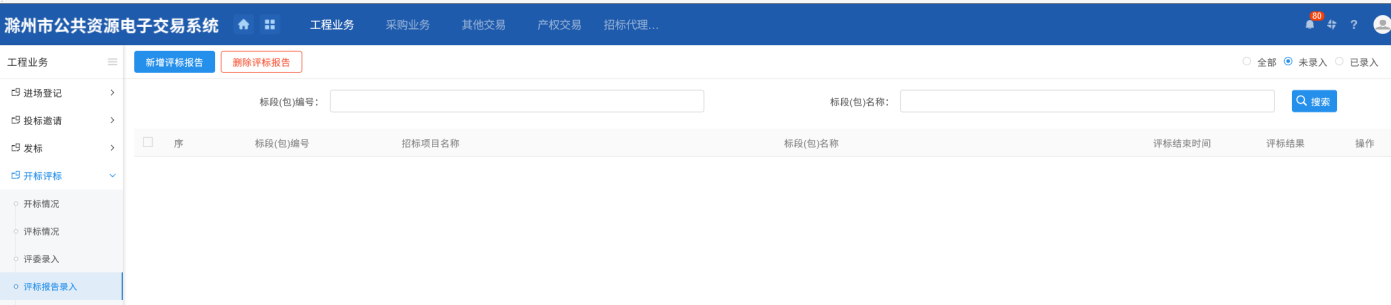 滁州市公共资源电子交易系统 工程业务 采购业务 其他交易 产权交易 招标代理... 80 ?
工程业务 新增评标报告 删除评标报告 全部 未录入 已录入
进场登记
标段(包)编号: 标段(包)名称: 搜索
投标邀请
序 标段(包)编号 招标项目名称 标段(包)名称 评标结束时间 评标结果 操作
发标
开标评标
开标情况
评标情况
评委录入
评标报告录入